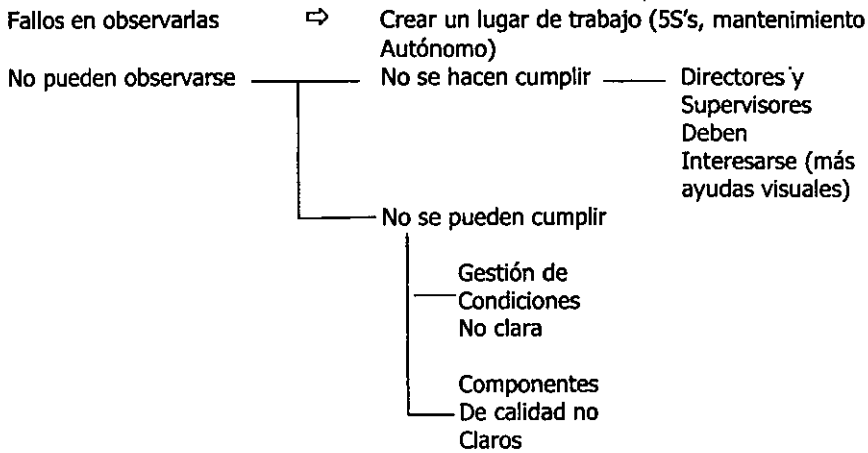 Fallos en observarlas ⇨ Crear un lugar de trabajo (5S's, mantenimiento
Autónomo)
No pueden observarse No se hacen cumplir Directores y
Supervisores
Deben
Interesarse (más
ayudas visuales)
No se pueden cumplir
Gestión de
Condiciones
No clara
Componentes
De calidad no
Claros